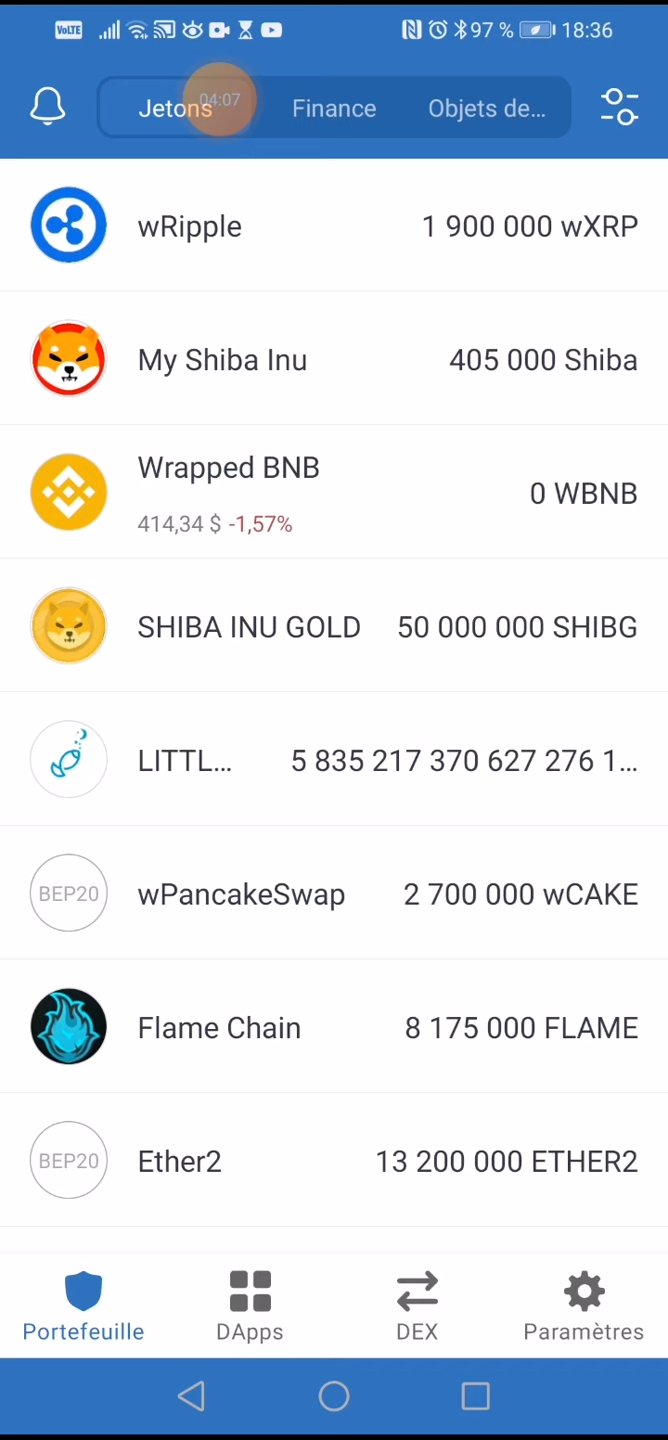 VoLTE 97 % 18:36
Jetons 04:07 Finance Objets de...
wRipple 1 900 000 wXRP
My Shiba Inu 405 000 Shiba
Wrapped BNB
414,34 $ -1,57%
0 WBNB
SHIBA INU GOLD 50 000 000 SHIBG
LITTL... 5 835 217 370 627 276 1...
BEP20 wPancakeSwap 2 700 000 wCAKE
Flame Chain 8 175 000 FLAME
BEP20 Ether2 13 200 000 ETHER2
Portefeuille DApps DEX Paramètres